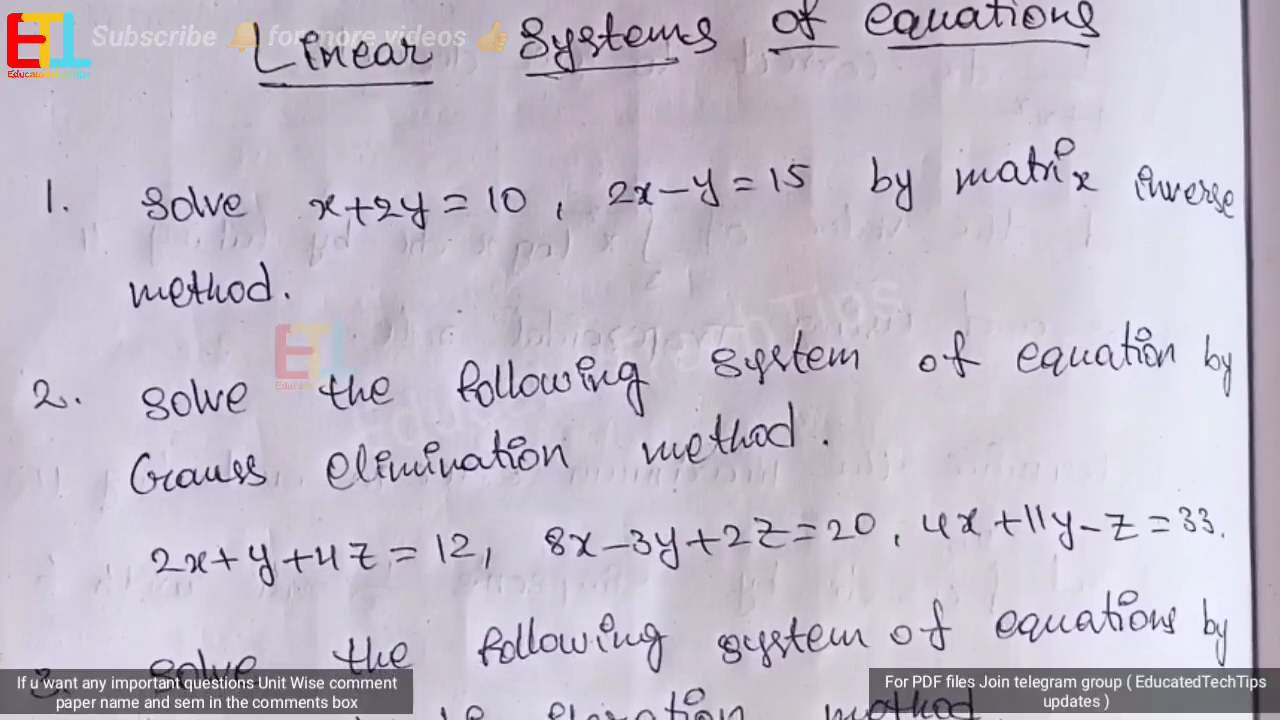 ETL
EducatedTechTips
Subscribe 🔔 for more videos 👍
Linear Systems of equations
1. Solve x+2y = 10, 2x-y = 15 by matrix inverse
method.
2. solve the following system of equation by
Gauss elimination method.
2x+y+4z = 12, 8x-3y+2z=20, 4x+11y-z=33.
3. solve the following system of equations by
method
If u want any important questions Unit Wise comment
paper name and sem in the comments box
For PDF files Join telegram group ( EducatedTechTips
updates )